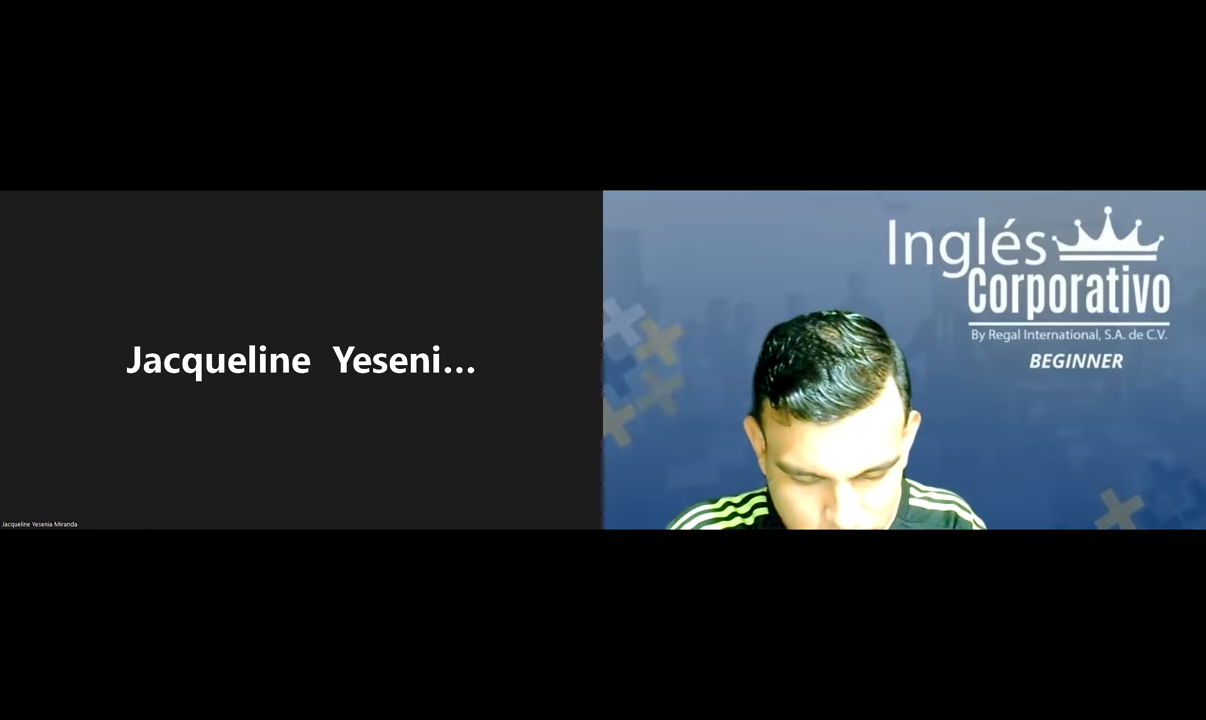 Jacqueline Yeseni...
Jacqueline Yesenia Miranda
Inglés
Corporativo
By Regal International, S.A. de C.V.
BEGINNER